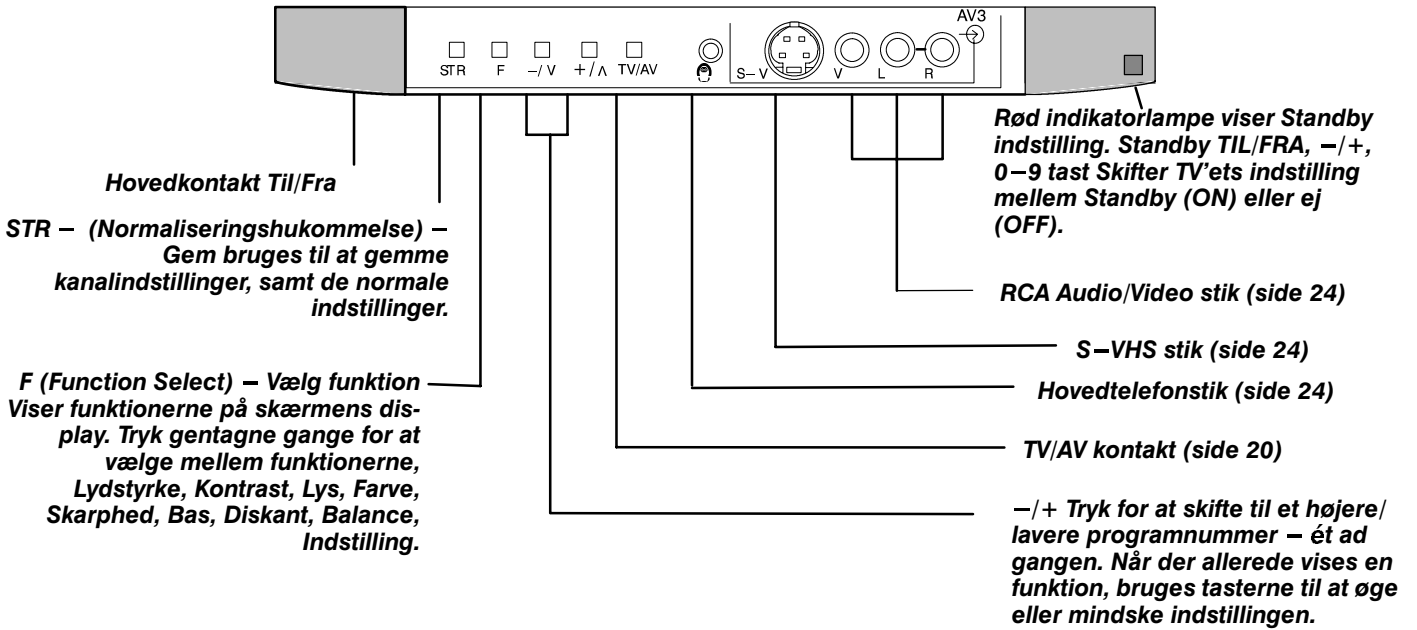 AV3
STR F –/ V + / Λ TV/AV S– V V L R
Hovedkontakt Til/Fra
STR – (Normaliseringshukommelse) –
Gem bruges til at gemme
kanalindstillinger, samt de normale
indstillinger.
F (Function Select) – Vælg funktion
Viser funktionerne på skærmens dis-
play. Tryk gentagne gange for at
vælge mellem funktionerne,
Lydstyrke, Kontrast, Lys, Farve,
Skarphed, Bas, Diskant, Balance,
Indstilling.
Rød indikatorlampe viser Standby
indstilling. Standby TIL/FRA, –/+,
0–9 tast Skifter TV’ets indstilling
mellem Standby (ON) eller ej
(OFF).
RCA Audio/Video stik (side 24)
S–VHS stik (side 24)
Hovedtelefonstik (side 24)
TV/AV kontakt (side 20)
–/+ Tryk for at skifte til et højere/
lavere programnummer – ét ad
gangen. Når der allerede vises en
funktion, bruges tasterne til at øge
eller mindske indstillingen.